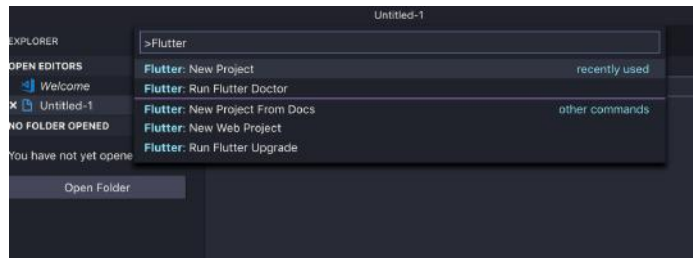 Untitled-1
EXPLORER
>Flutter
OPEN EDITORS
Flutter: New Project recently used
Welcome
Flutter: Run Flutter Doctor
Untitled-1
Flutter: New Project From Docs other commands
NO FOLDER OPENED
Flutter: New Web Project
Flutter: Run Flutter Upgrade
You have not yet opene
Open Folder